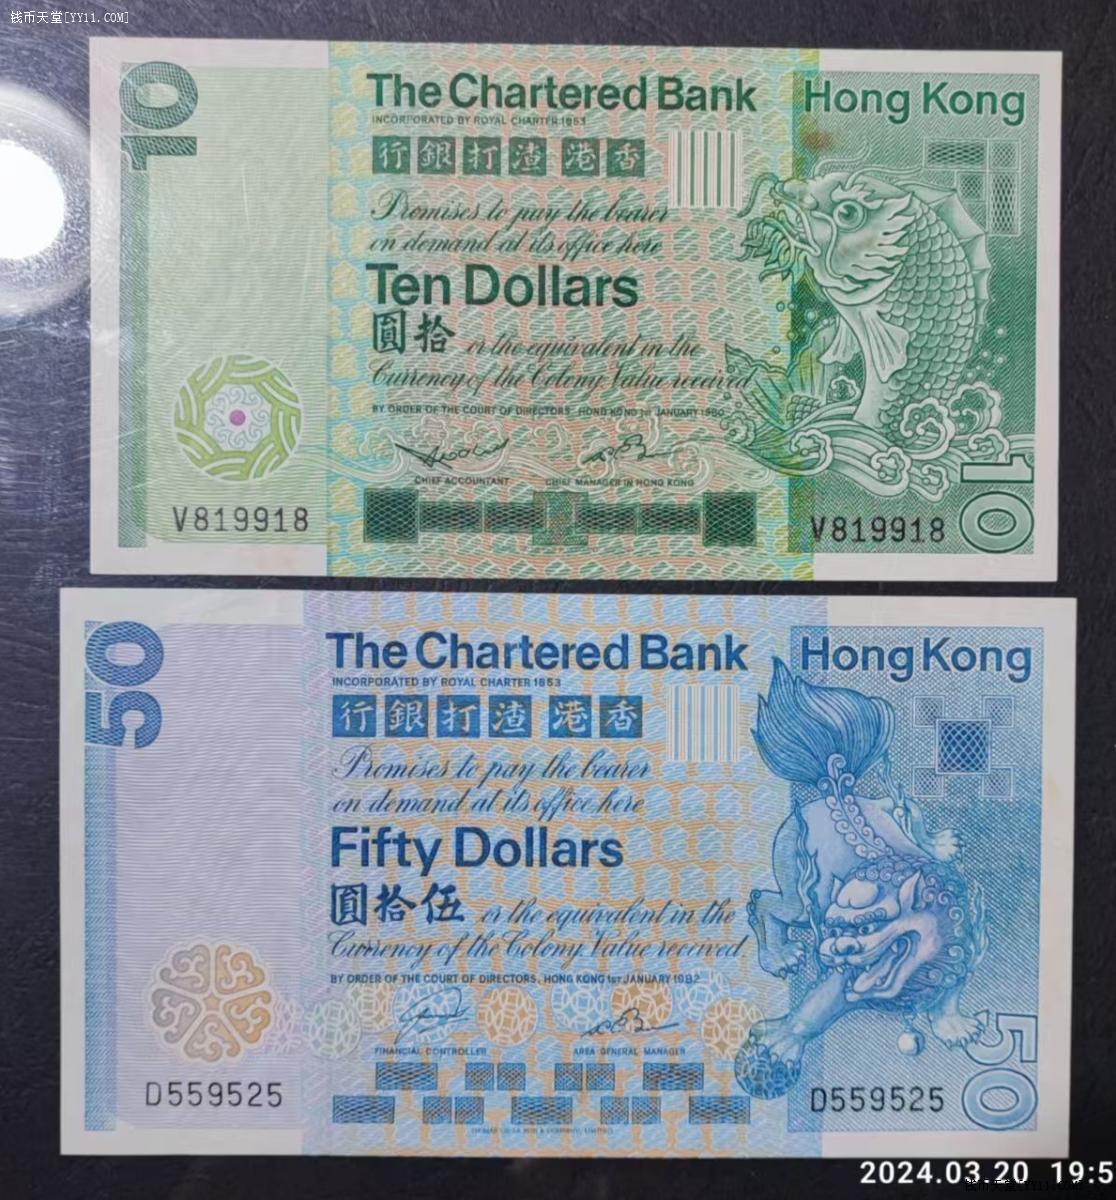 钱币天堂[YY11.COM]
10
The Chartered Bank
Hong Kong
INCORPORATED BY ROYAL CHARTER 1853
行銀打渣港香
Promises to pay the bearer
on demand at its office here
Ten Dollars
圓拾
or the equivalent in the
Currency of the Colony, Value received
BY ORDER OF THE COURT OF DIRECTORS, HONG KONG 1ST JANUARY 1980
CHIEF ACCOUNTANT
CHIEF MANAGER IN HONG KONG
V819918
V819918
10
50
The Chartered Bank
Hong Kong
INCORPORATED BY ROYAL CHARTER 1853
行銀打渣港香
Promises to pay the bearer
on demand at its office here
Fifty Dollars
圓拾伍
or the equivalent in the
Currency of the Colony, Value received.
BY ORDER OF THE COURT OF DIRECTORS, HONG KONG 1ST JANUARY 1982
FINANCIAL CONTROLLER
AREA GENERAL MANAGER
D559525
D559525
50
2024.03.20 19:5
钱币天堂[YY11.COM]